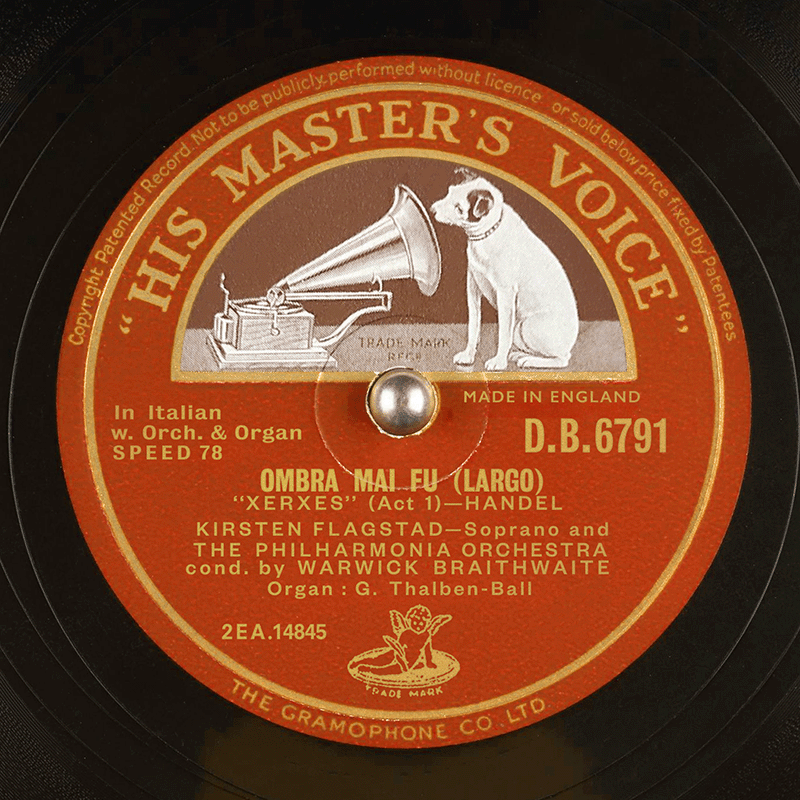 Copyright Patented Record. Not to be publicly performed without licence or sold below price fixed by Patentees
"HIS MASTER'S VOICE"
TRADE MARK
REGD
MADE IN ENGLAND
In Italian
w. Orch. & Organ
SPEED 78
D.B.6791
OMBRA MAI FU (LARGO)
"XERXES" (Act 1)—HANDEL
KIRSTEN FLAGSTAD—Soprano and
THE PHILHARMONIA ORCHESTRA
cond. by WARWICK BRAITHWAITE
Organ : G. Thalben-Ball
2EA.14845
TRADE MARK
THE GRAMOPHONE CO. LTD.